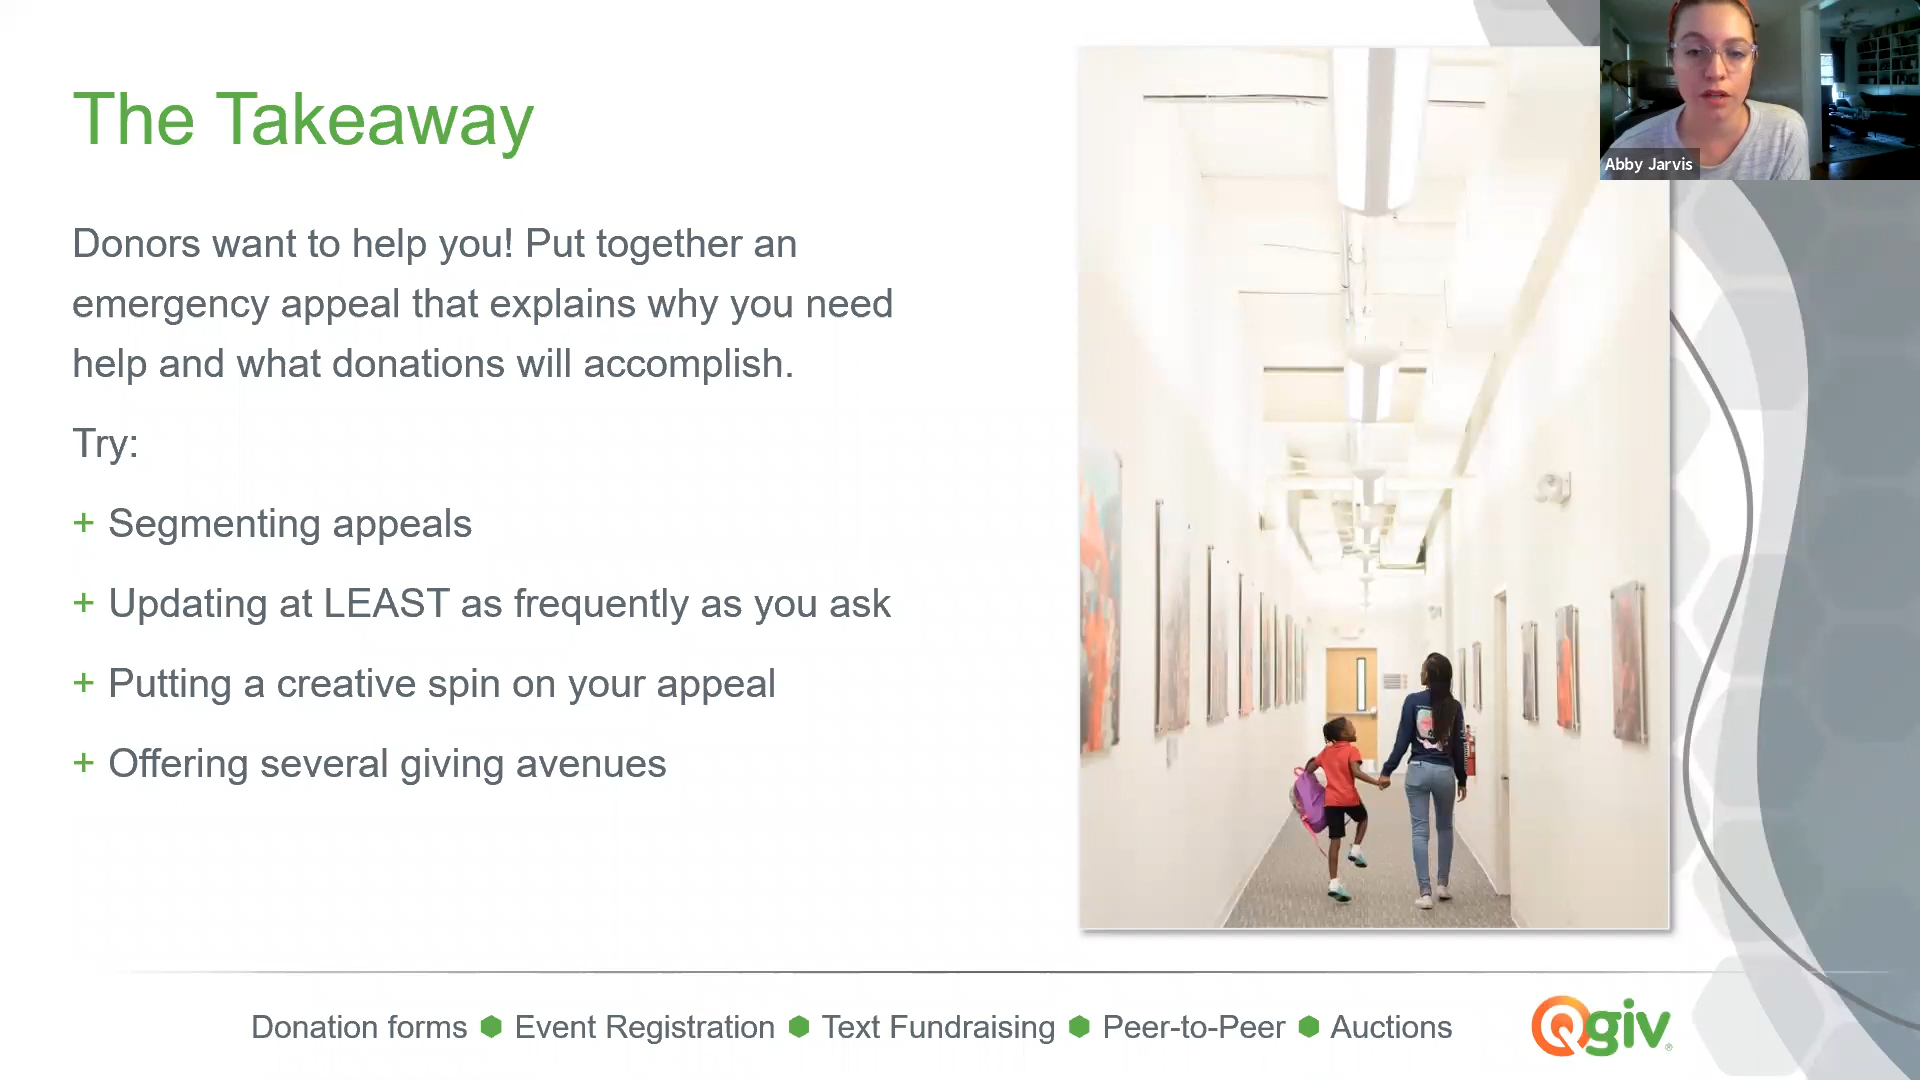 The Takeaway
Abby Jarvis
Donors want to help you! Put together an
emergency appeal that explains why you need
help and what donations will accomplish.
Try:
+ Segmenting appeals
+ Updating at LEAST as frequently as you ask
+ Putting a creative spin on your appeal
+ Offering several giving avenues
Donation forms ⬢ Event Registration ⬢ Text Fundraising ⬢ Peer-to-Peer ⬢ Auctions
Qgiv®